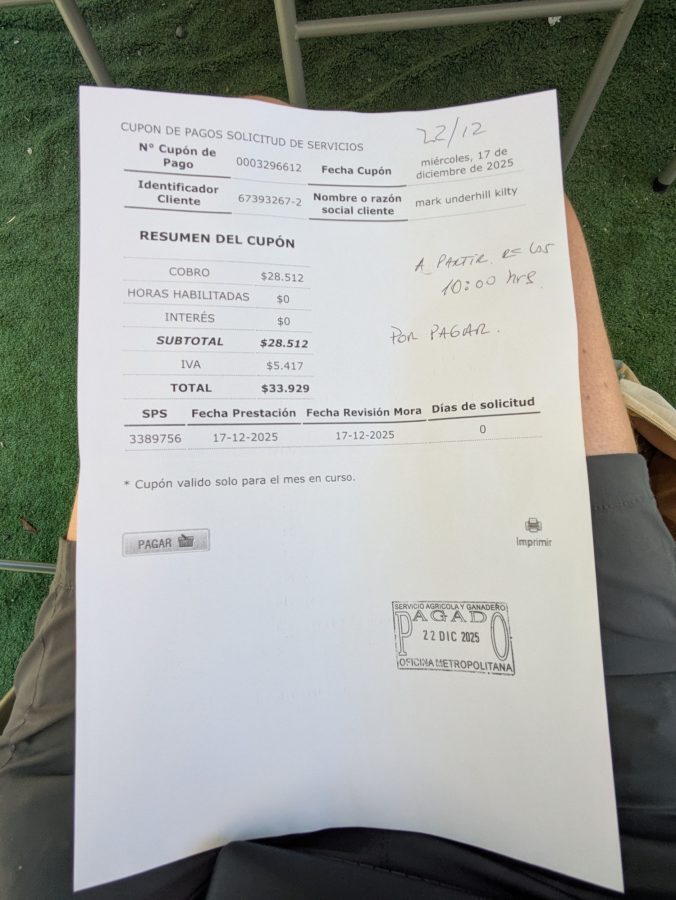 CUPON DE PAGOS SOLICITUD DE SERVICIOS
22/12
N° Cupón de Pago 0003296612 Fecha Cupón miércoles, 17 de diciembre de 2025
Identificador Cliente 67393267-2 Nombre o razón social cliente mark underhill kilty
RESUMEN DEL CUPÓN
COBRO $28.512
HORAS HABILITADAS $0
INTERÉS $0
SUBTOTAL $28.512
IVA $5.417
TOTAL $33.929
A PARTIR DE LAS
10:00 hrs.
POR PAGAR.
SPS Fecha Prestación Fecha Revisión Mora Días de solicitud
3389756 17-12-2025 17-12-2025 0
* Cupón valido solo para el mes en curso.
PAGAR
Imprimir
SERVICIO AGRICOLA Y GANADERO
PAGADO
22 DIC 2025
OFICINA METROPOLITANA